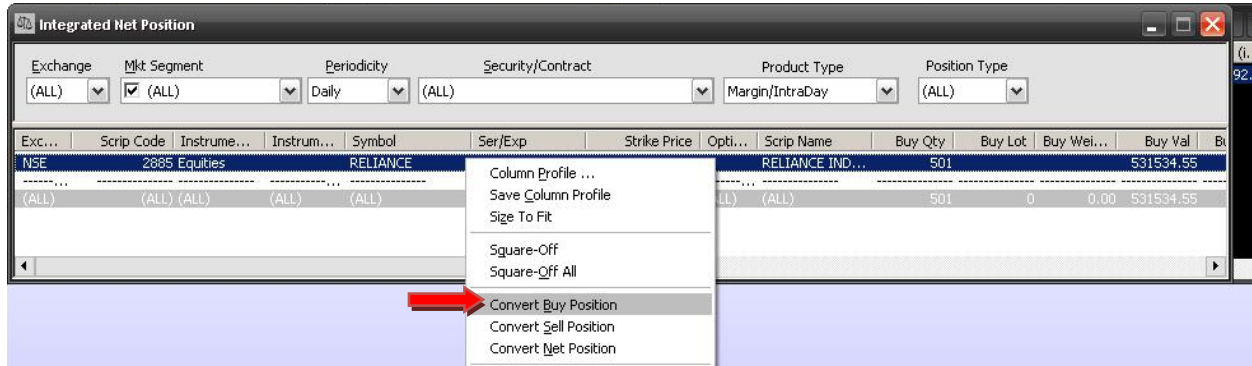 Integrated Net Position
(i.
Exchange Mkt Segment Periodicity Security/Contract Product Type Position Type
92.
(ALL) (ALL) Daily (ALL) Margin/IntraDay (ALL)
Exc... Scrip Code Instrume... Instrum... Symbol Ser/Exp Strike Price Opti... Scrip Name Buy Qty Buy Lot Buy Wei... Buy Val Bu
NSE 2885 Equities RELIANCE RELIANCE IND... 501 531534.55
(ALL) (ALL) (ALL) (ALL) (ALL) LL) (ALL) 501 0 0.00 531534.55
Column Profile ...
Save Column Profile
Size To Fit
Square-Off
Square-Off All
Convert Buy Position
Convert Sell Position
Convert Net Position